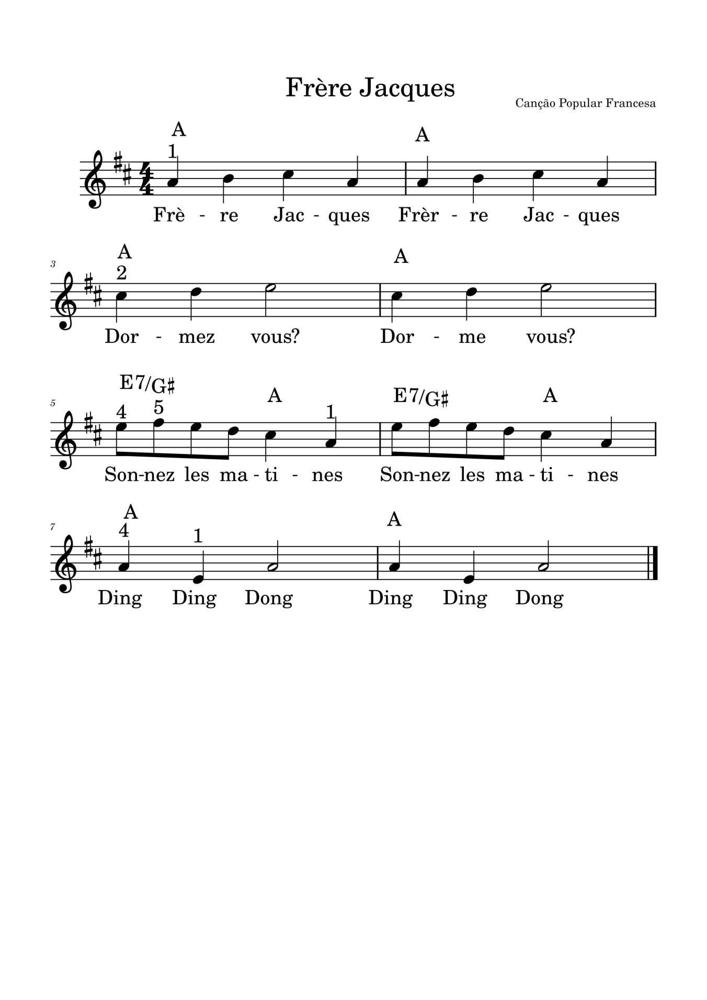 Frère Jacques
Canção Popular Francesa
A A
1
4
4
Frè - re Jac - ques Frèr - re Jac - ques
A A
3
2
Dor - mez vous? Dor - me vous?
E7/G♯ A E7/G♯ A
5
4 5 1
Son-nez les ma - ti - nes Son-nez les ma - ti - nes
A A
7
4 1
Ding Ding Dong Ding Ding Dong